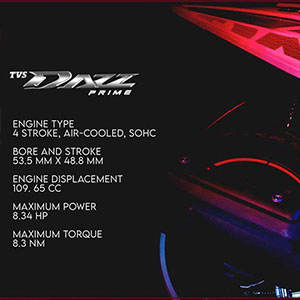 TVS DAZZ
PRIME
ENGINE TYPE
4 STROKE, AIR-COOLED, SOHC
BORE AND STROKE
53.5 MM X 48.8 MM
ENGINE DISPLACEMENT
109. 65 CC
MAXIMUM POWER
8.34 HP
MAXIMUM TORQUE
8.3 NM